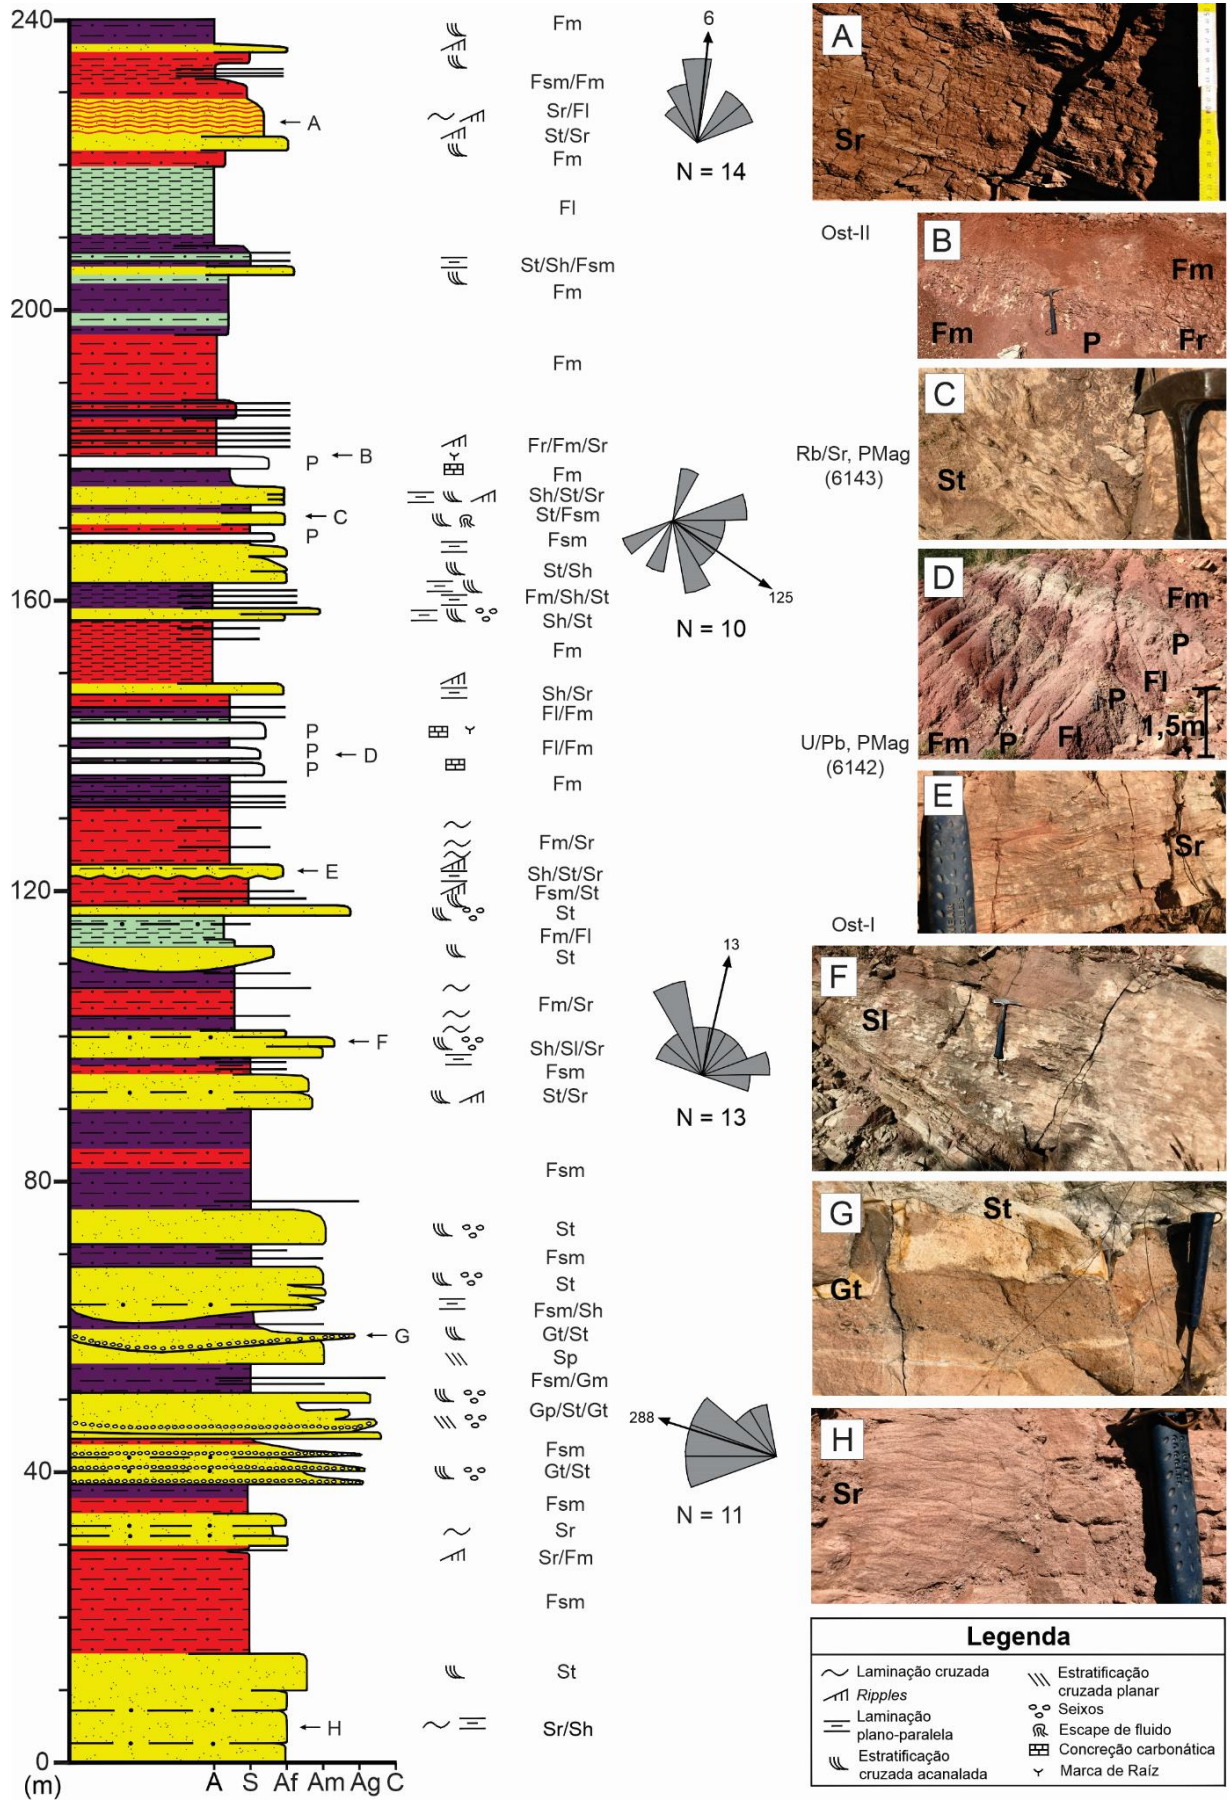 240
200
160
120
80
40
0
(m)
A S Af Am Ag C
A
P B
C
P
P
P D
P
E
F
G
H
Fm
Fsm/Fm
Sr/Fl
St/Sr
Fm
Fl
St/Sh/Fsm
Fm
Fm
Fr/Fm/Sr
Fm
Sh/St/Sr
St/Fsm
Fsm
St/Sh
Fm/Sh/St
Sh/St
Fm
Sh/Sr
Fl/Fm
Fl/Fm
Fm
Fm/Sr
Sh/St/Sr
Fsm/St
St
Fm/Fl
St
Fm/Sr
Sh/Sl/Sr
Fsm
St/Sr
Fsm
St
Fsm
St
Fsm/Sh
Gt/St
Sp
Fsm/Gm
Gp/St/Gt
Fsm
Gt/St
Fsm
Sr
Sr/Fm
Fsm
St
Sr/Sh
6
N = 14
125
N = 10
13
N = 13
288
N = 11
Ost-II
Rb/Sr, PMag
(6143)
U/Pb, PMag
(6142)
Ost-I
A
Sr
B
Fm
Fm P Fr
C
St
D
Fm
P
Fl
P
1,5m
Fm P Fl
E
Sr
F
Sl
G
St
Gt
H
Sr
Legenda
Laminação cruzada
Ripples
Laminação
plano-paralela
Estratificação
cruzada acanalada
Estratificação
cruzada planar
Seixos
Escape de fluido
Concreção carbonática
Marca de Raíz